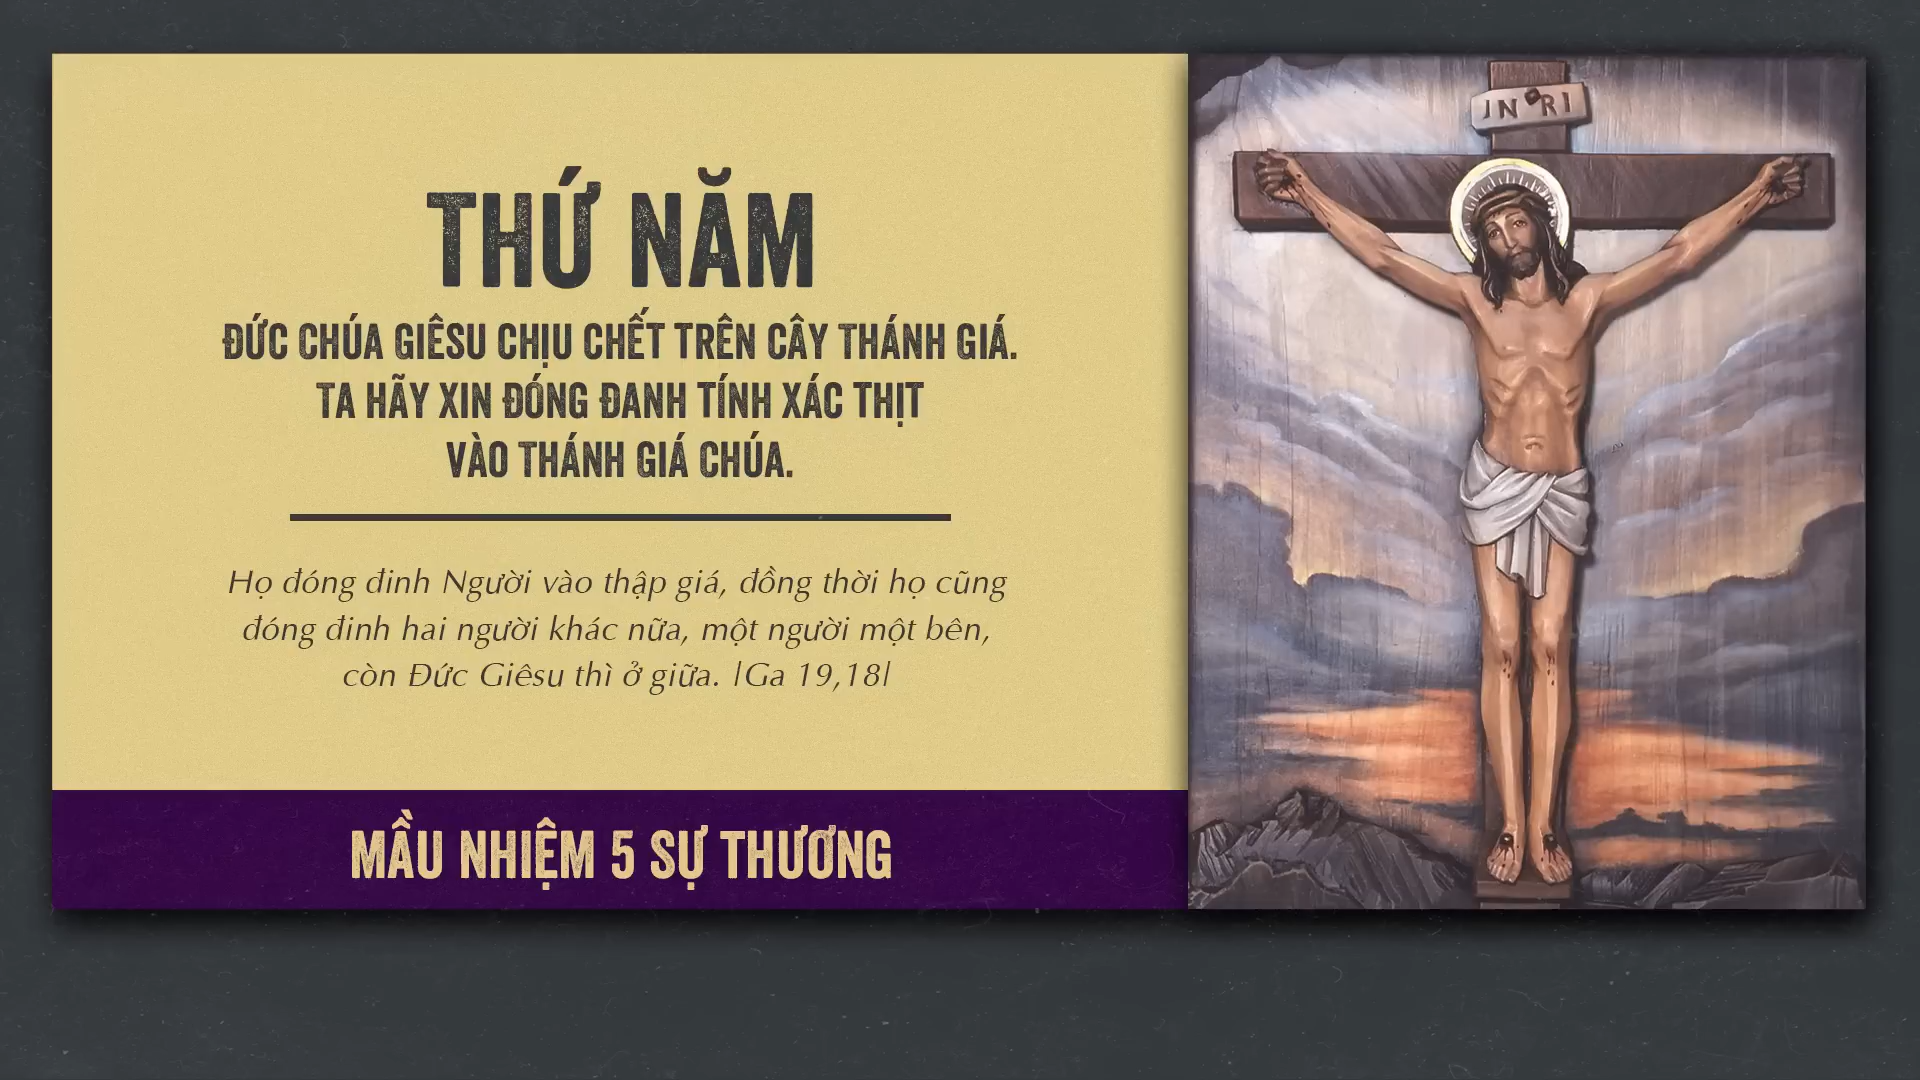 THỨ NĂM
ĐỨC CHÚA GIÊSU CHỊU CHẾT TRÊN CÂY THÁNH GIÁ.
TA HÃY XIN ĐÓNG ĐANH TÍNH XÁC THỊT
VÀO THÁNH GIÁ CHÚA.
Họ đóng đinh Người vào thập giá, đồng thời họ cũng
đóng đinh hai người khác nữa, một người một bên,
còn Đức Giêsu thì ở giữa. |Ga 19,18|
MẦU NHIỆM 5 SỰ THƯƠNG
INRI